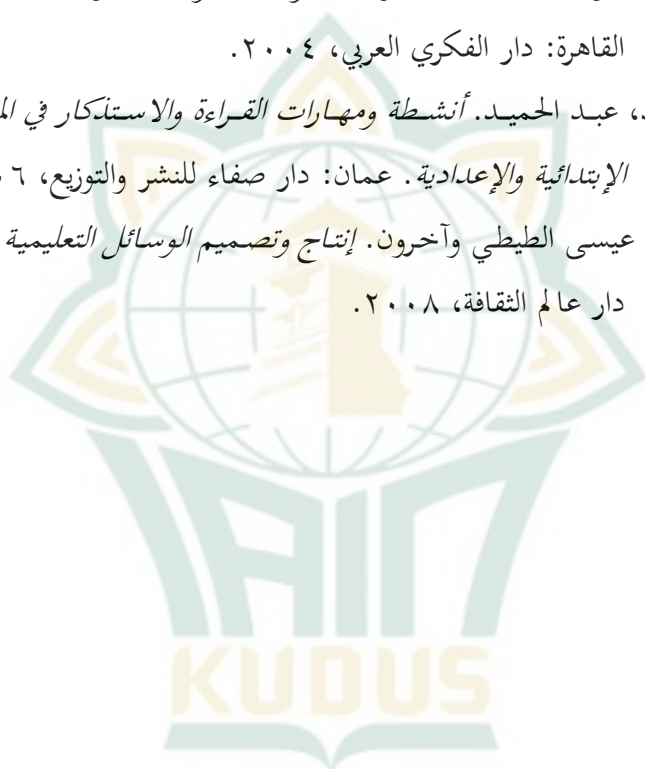 القاهرة: دار الفكري العربي، ٢٠٠٤.
عبد الحميد. أنشطة ومهارات القراءة والاستذكار في
الإبتدائية والإعدادية. عمان: دار صفاء للنشر والتوزيع، ٦
عيسى الطيطي وآخرون. إنتاج وتصميم الوسائل التعليمية
دار عالم الثقافة، ٢٠٠٨.
IAIN
KUDUS